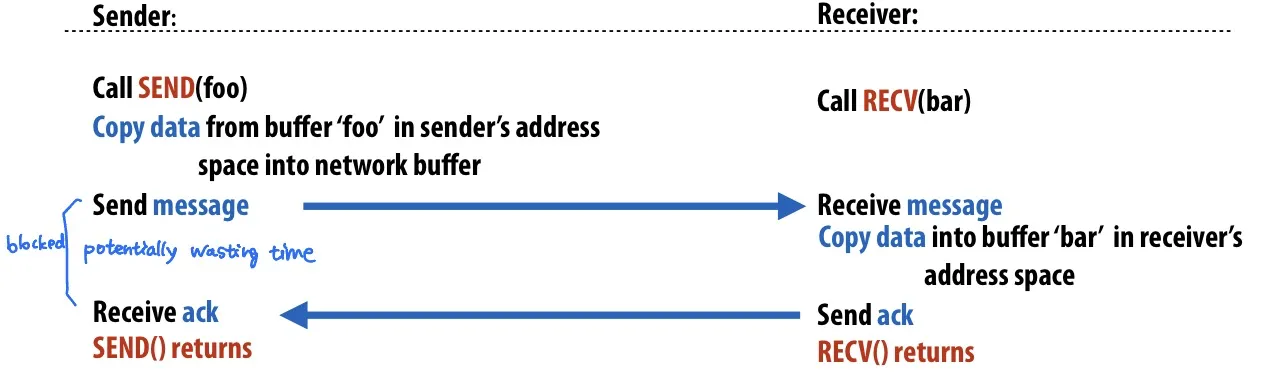 Sender:
Receiver:
Call SEND(foo)
Call RECV(bar)
Copy data from buffer ‘foo’ in sender’s address
space into network buffer
Send message
Receive message
blocked
potentially wasting time
Copy data into buffer ‘bar’ in receiver’s
address space
Receive ack
Send ack
SEND() returns
RECV() returns